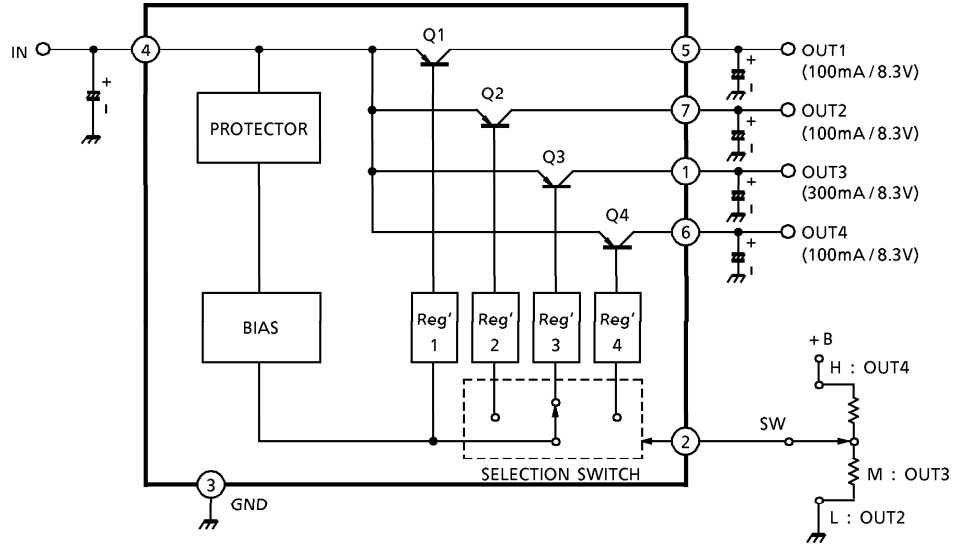 IN
4
Q1
5
OUT1
(100mA/8.3V)
+
PROTECTOR
Q2
7
OUT2
(100mA/8.3V)
+
Q3
1
OUT3
(300mA/8.3V)
+
Q4
6
OUT4
(100mA/8.3V)
+
+
BIAS
Reg' 1
Reg' 2
Reg' 3
Reg' 4
+B
H : OUT4
SW
2
SELECTION SWITCH
M : OUT3
L : OUT2
3
GND